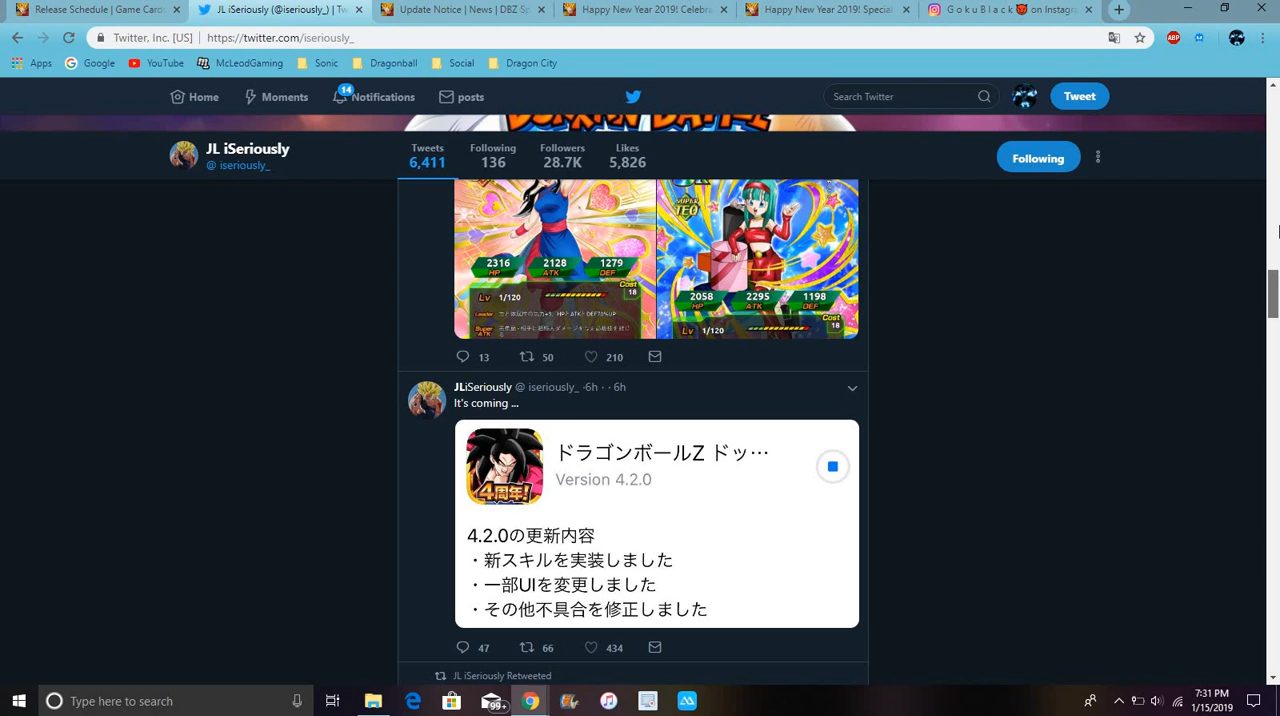 Release Schedule | Game Card
JL iSeriously (@iseriously_) | Tw
Update Notice | News | DBZ Sp
Happy New Year 2019! Celebra
Happy New Year 2019! Special
G o k u B l a c k on Instagra
Twitter, Inc. [US] | https://twitter.com/iseriously_
ABP
Apps Google YouTube McLeodGaming Sonic Dragonball Social Dragon City
Home Moments 14 Notifications posts Search Twitter Tweet
JL iSeriously
@ iseriously_
Tweets Following Followers Likes
6,411 136 28.7K 5,826
Following
SUPER
TEQ
2316 2128 1279
HP ATK DEF
Cost
18
Lv 1/120
Leader
Super
ATK
2058 2295 1198
HP ATK DEF
Cost
18
Lv 1/120
13 50 210
JLiSeriously @ iseriously_ -6h · · 6h
It's coming ...
4周年!
ドラゴンボールZ ドッ…
Version 4.2.0
4.2.0の更新内容
・新スキルを実装しました
・一部UIを変更しました
・その他不具合を修正しました
47 66 434
JL iSeriously Retweeted
Type here to search
99+
7:31 PM
1/15/2019